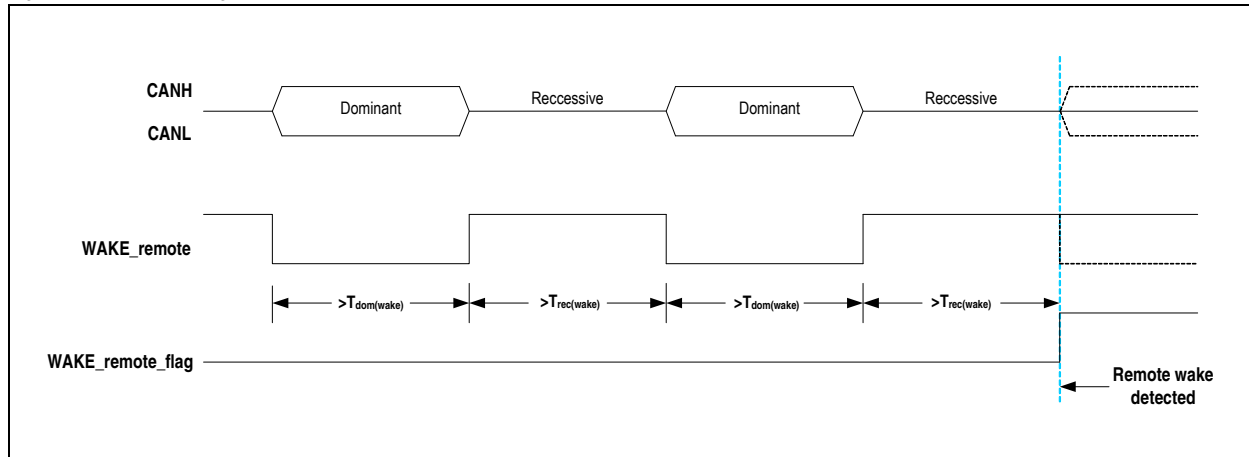 CANH
CANL
Dominant
Reccessive
Dominant
Reccessive
WAKE_remote
>Tdom(wake)
>Trec(wake)
>Tdom(wake)
>Trec(wake)
WAKE_remote_flag
Remote wake
detected